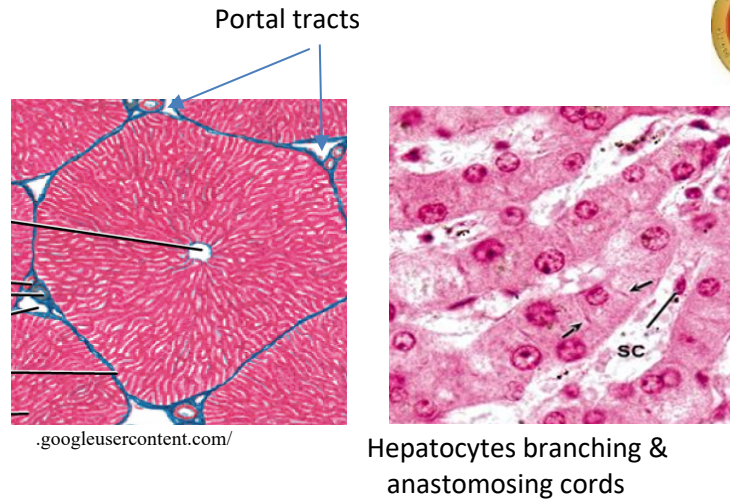 Portal tracts
SC
.googleusercontent.com/
Hepatocytes branching &
anastomosing cords